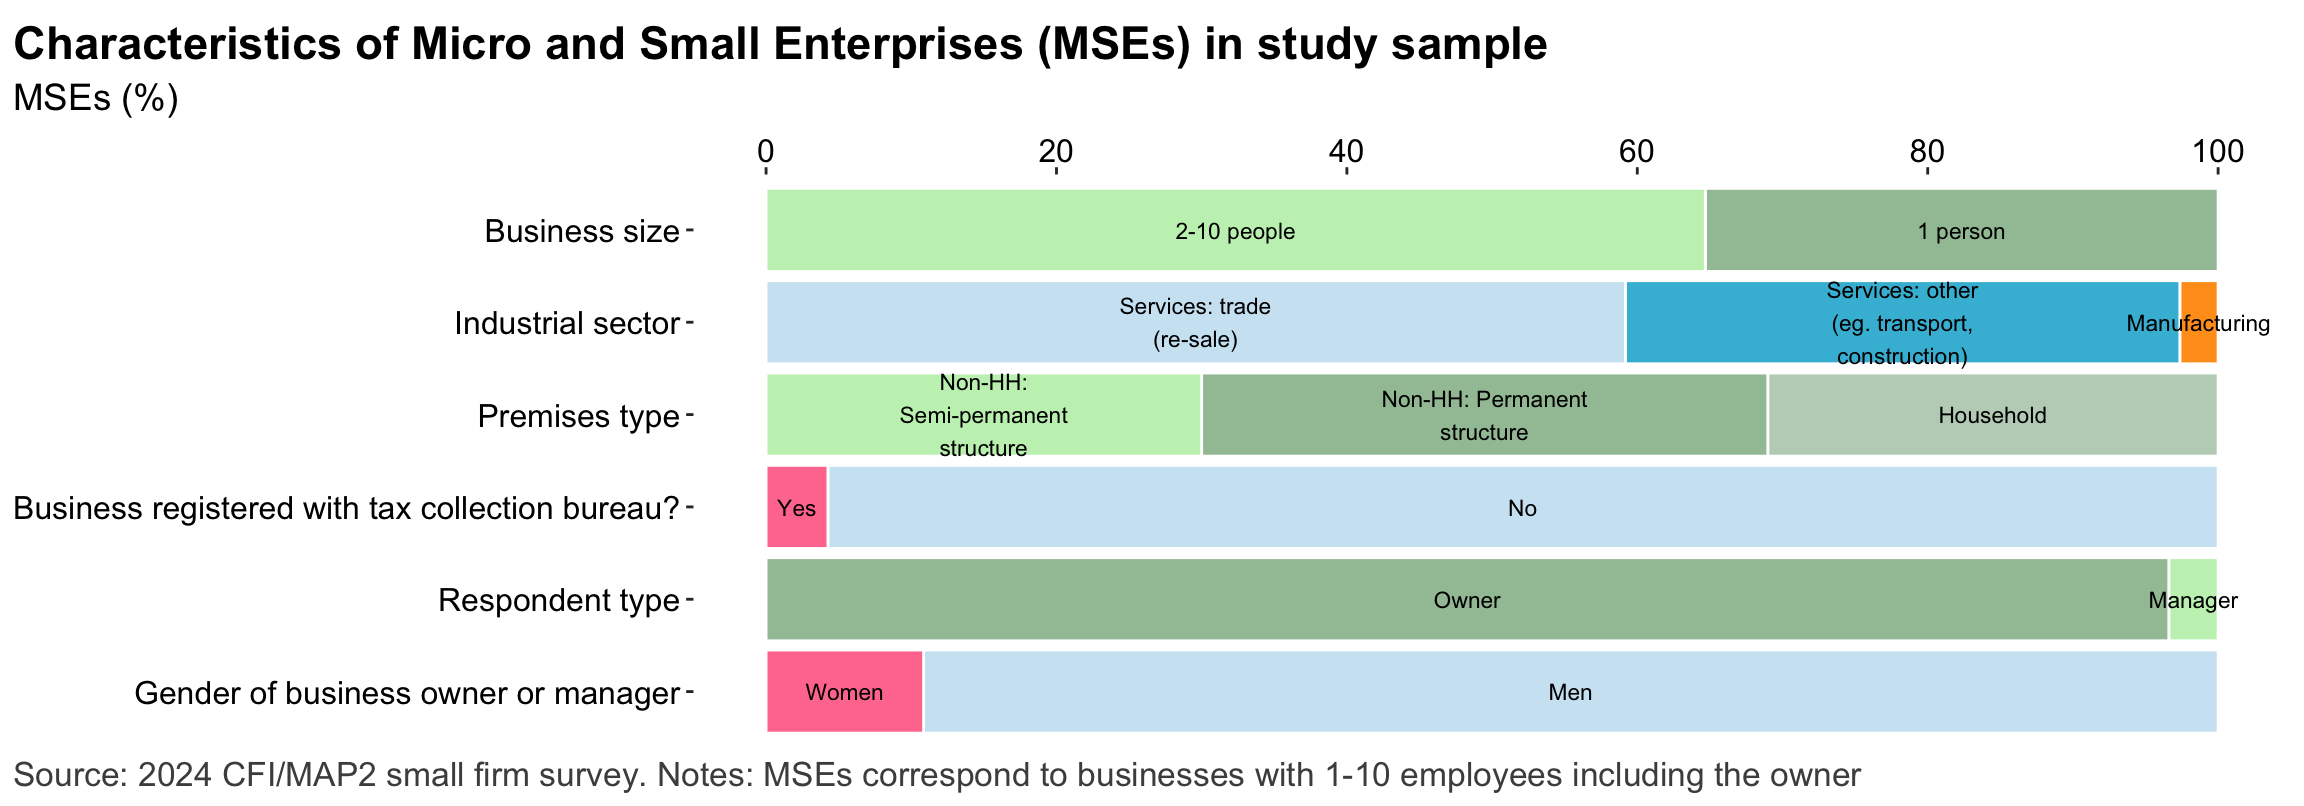 Characteristics of Micro and Small Enterprises (MSEs) in study sample
MSEs (%)
0 20 40 60 80 100
Business size
2-10 people
1 person
Industrial sector
Services: trade
(re-sale)
Services: other
(eg. transport,
construction)
Manufacturing
Premises type
Non-HH:
Semi-permanent
structure
Non-HH: Permanent
structure
Household
Business registered with tax collection bureau?
Yes
No
Respondent type
Owner
Manager
Gender of business owner or manager
Women
Men
Source: 2024 CFI/MAP2 small firm survey. Notes: MSEs correspond to businesses with 1-10 employees including the owner